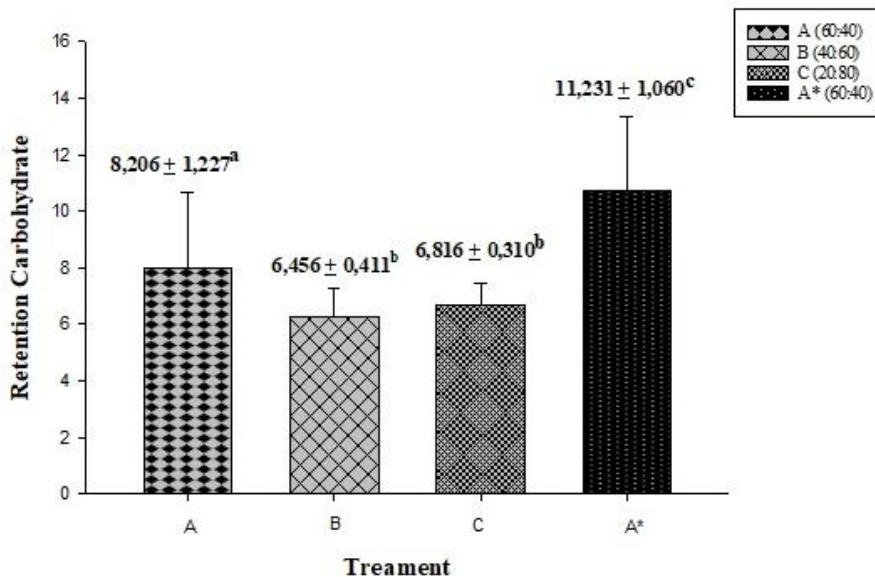 A (60:40)
B (40:60)
C (20:80)
A* (60:40)
16
14
12
10
8
6
4
2
0
Retention Carbohydrate
8,206 ± 1,227ᵃ
6,456 ± 0,411ᵇ
6,816 ± 0,310ᵇ
11,231 ± 1,060ᶜ
A B C A*
Treament